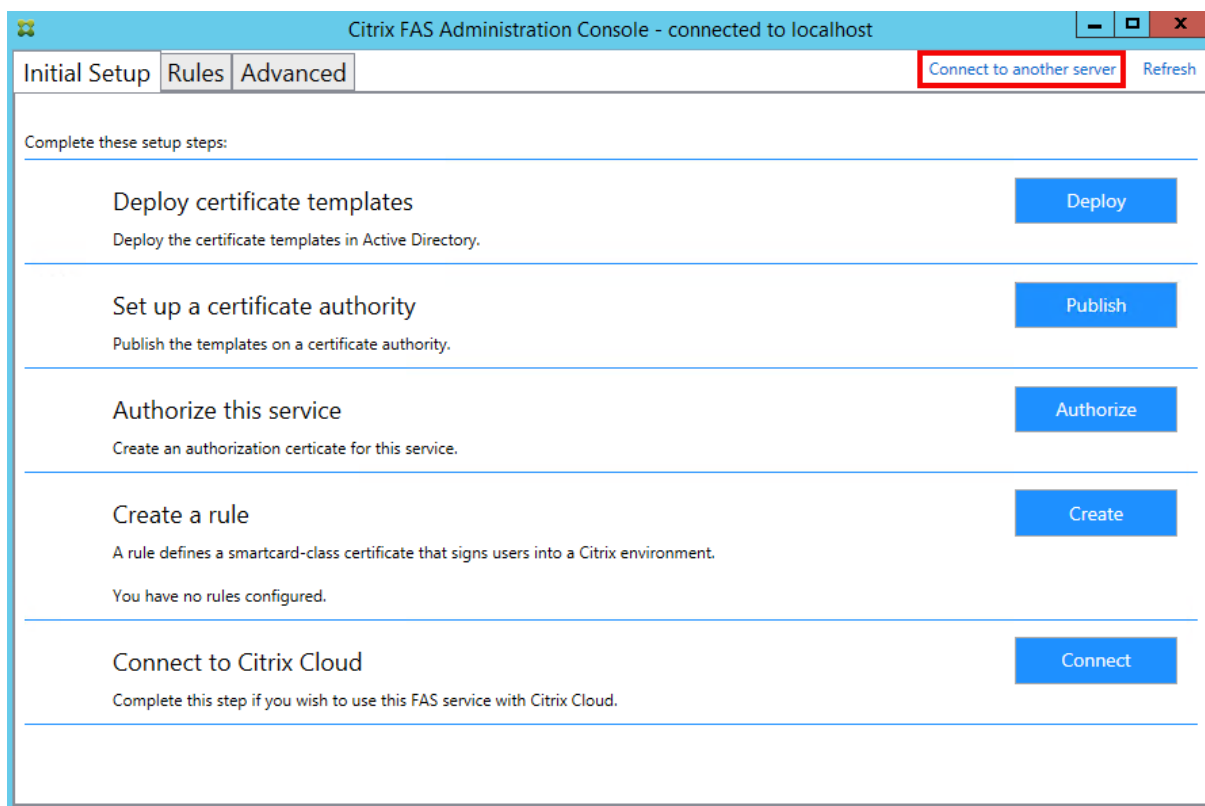 Citrix FAS Administration Console - connected to localhost
Initial Setup Rules Advanced Connect to another server Refresh
Complete these setup steps:
Deploy certificate templates
Deploy
Deploy the certificate templates in Active Directory.
Set up a certificate authority
Publish
Publish the templates on a certificate authority.
Authorize this service
Authorize
Create an authorization certicate for this service.
Create a rule
Create
A rule defines a smartcard-class certificate that signs users into a Citrix environment.
You have no rules configured.
Connect to Citrix Cloud
Connect
Complete this step if you wish to use this FAS service with Citrix Cloud.